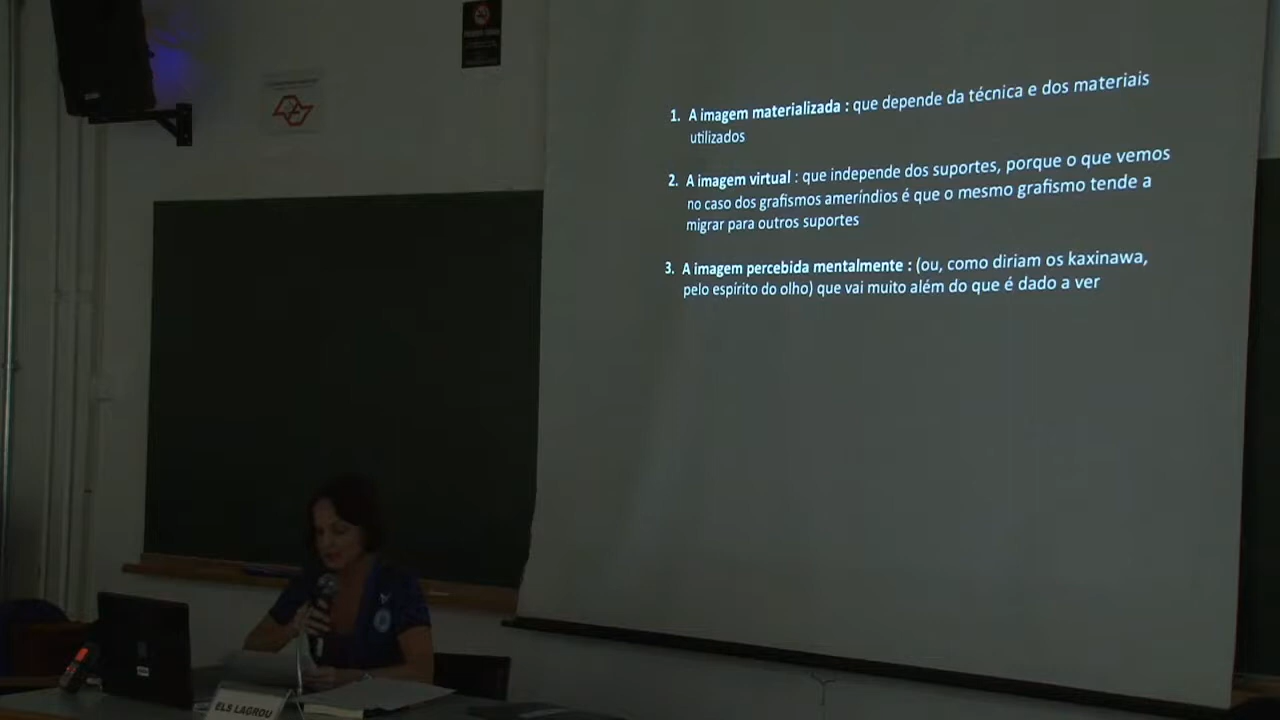 1. A imagem materializada : que depende da técnica e dos materiais
utilizados
2. A imagem virtual : que independe dos suportes, porque o que vemos
no caso dos grafismos ameríndios é que o mesmo grafismo tende a
migrar para outros suportes
3. A imagem percebida mentalmente : (ou, como diriam os kaxinawa,
pelo espírito do olho) que vai muito além do que é dado a ver
ELS LAGROU